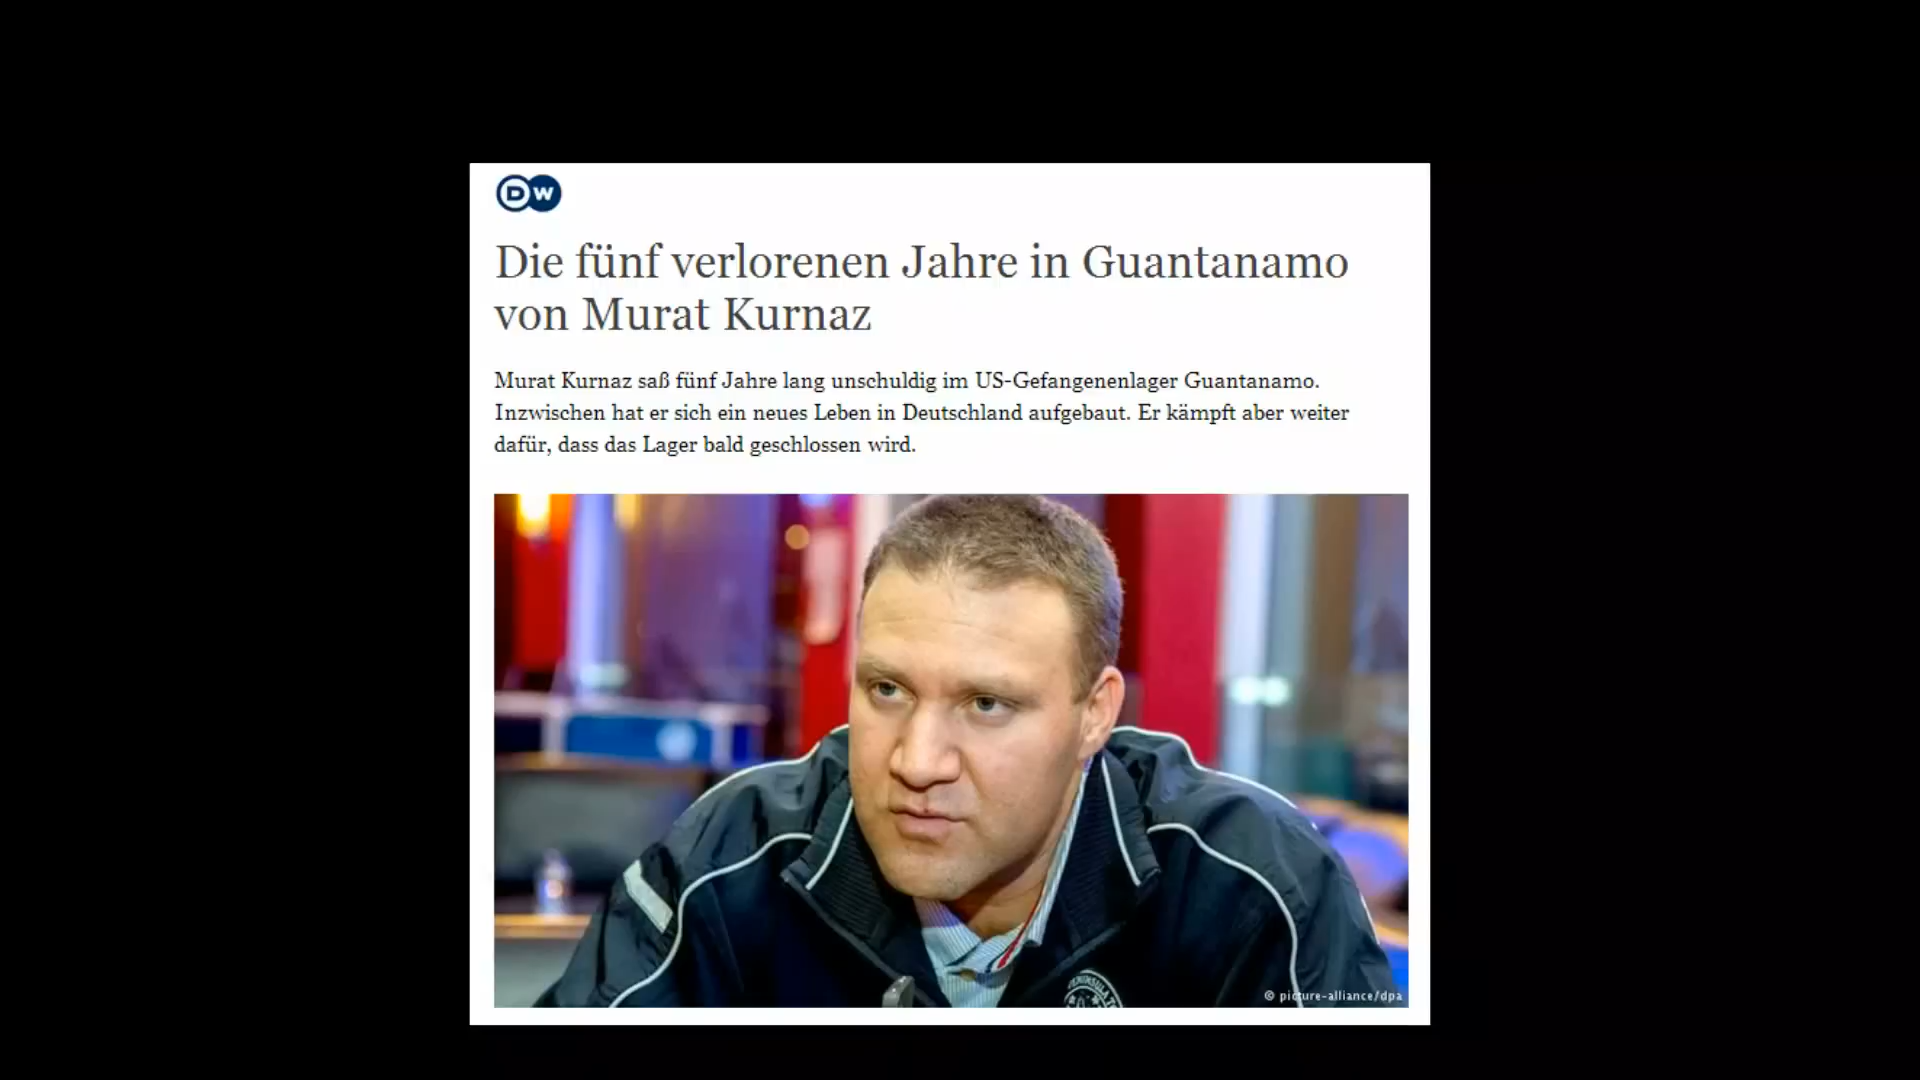 DW
Die fünf verlorenen Jahre in Guantanamo
von Murat Kurnaz
Murat Kurnaz saß fünf Jahre lang unschuldig im US-Gefangenenlager Guantanamo.
Inzwischen hat er sich ein neues Leben in Deutschland aufgebaut. Er kämpft aber weiter
dafür, dass das Lager bald geschlossen wird.
© picture-alliance/dpa